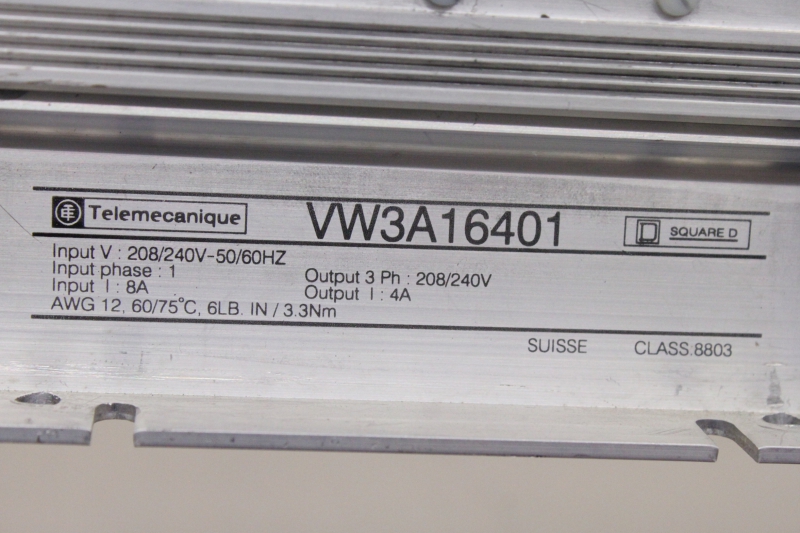 Telemecanique VW3A16401 SQUARE D
Input V : 208/240V-50/60HZ
Input phase : 1 Output 3 Ph : 208/240V
Input I : 8A Output I : 4A
AWG 12, 60/75°C, 6LB. IN / 3.3Nm
SUISSE CLASS.8803